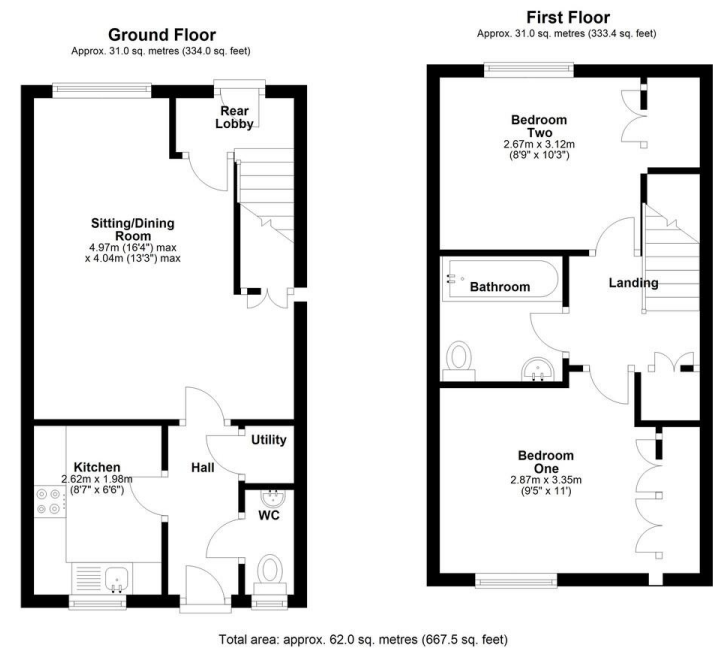 Ground Floor
Approx. 31.0 sq. metres (334.0 sq. feet)
Rear
Lobby
Sitting/Dining
Room
4.97m (16'4") max
x 4.04m (13'3") max
Kitchen
2.62m x 1.98m
(8'7" x 6'6")
Hall
Utility
WC
First Floor
Approx. 31.0 sq. metres (333.4 sq. feet)
Bedroom
Two
2.67m x 3.12m
(8'9" x 10'3")
Bathroom
Landing
Bedroom
One
2.87m x 3.35m
(9'5" x 11')
Total area: approx. 62.0 sq. metres (667.5 sq. feet)